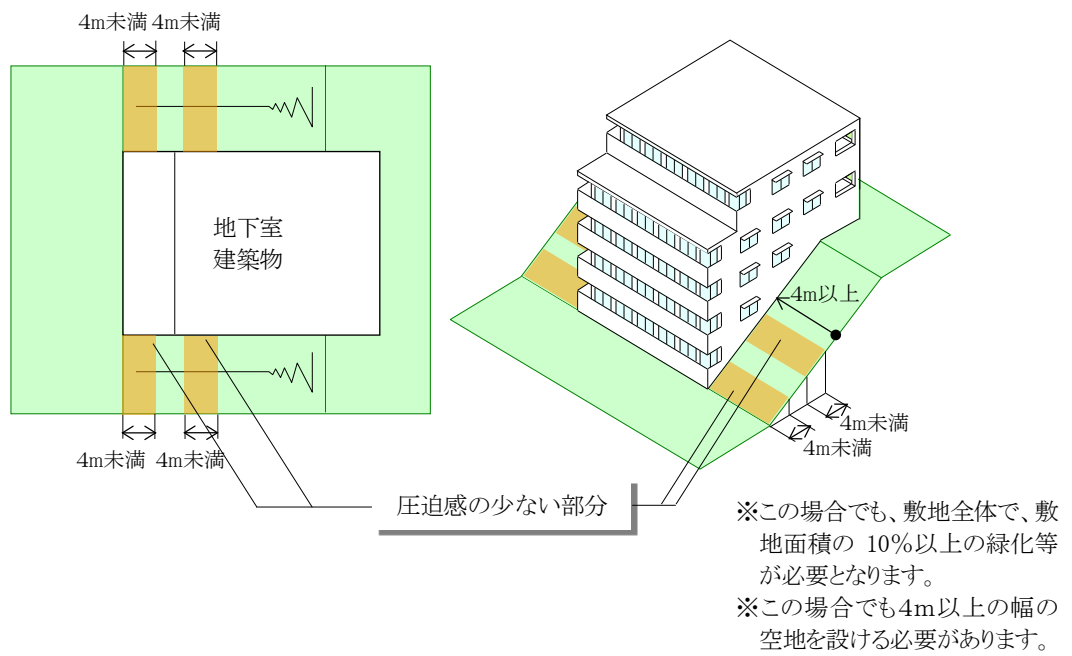 4m未満 4m未満
地下室
建築物
4m以上
4m未満
4m未満
4m未満 4m未満
圧迫感の少ない部分
※この場合でも、敷地全体で、敷
地面積の 10％以上の緑化等
が必要となります。
※この場合でも４ｍ以上の幅の
空地を設ける必要があります。